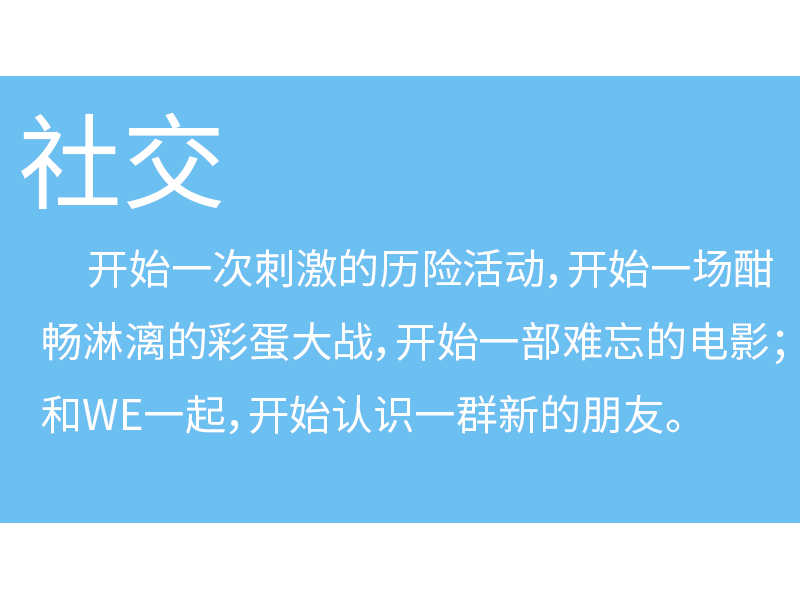 社交
开始一次刺激的历险活动，开始一场酣
畅淋漓的彩蛋大战，开始一部难忘的电影；
和WE一起，开始认识一群新的朋友。